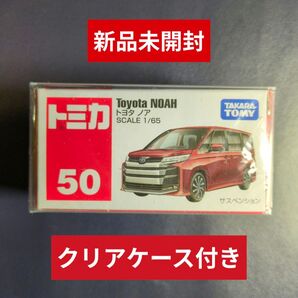 新品未開封
トミカ
50
Toyota NOAH
トヨタ ノア
SCALE 1/65
TAKARA
TOMY
サスペンション
クリアケース付き